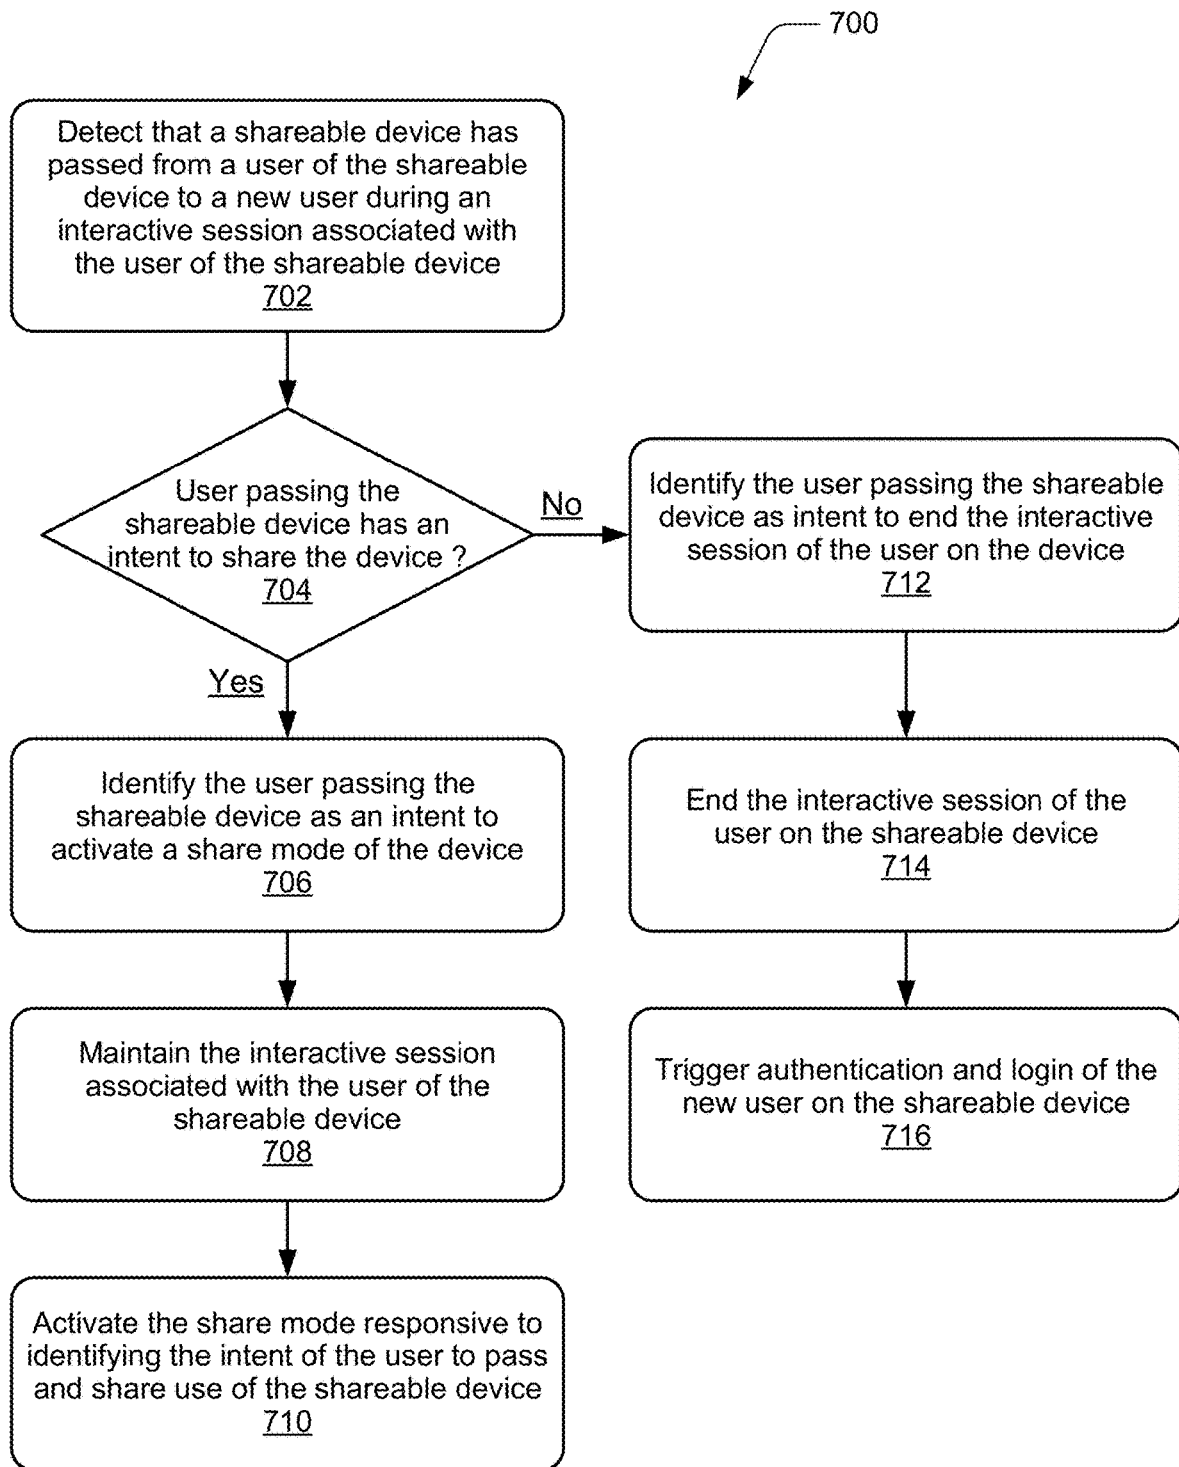 700
Detect that a shareable device has
passed from a user of the shareable
device to a new user during an
interactive session associated with
the user of the shareable device
702
User passing the
shareable device has an
intent to share the device ?
704
No
Yes
Identify the user passing the shareable
device as intent to end the interactive
session of the user on the device
712
Identify the user passing the
shareable device as an intent to
activate a share mode of the device
706
End the interactive session of the
user on the shareable device
714
Maintain the interactive session
associated with the user of the
shareable device
708
Trigger authentication and login of the
new user on the shareable device
716
Activate the share mode responsive to
identifying the intent of the user to pass
and share use of the shareable device
710